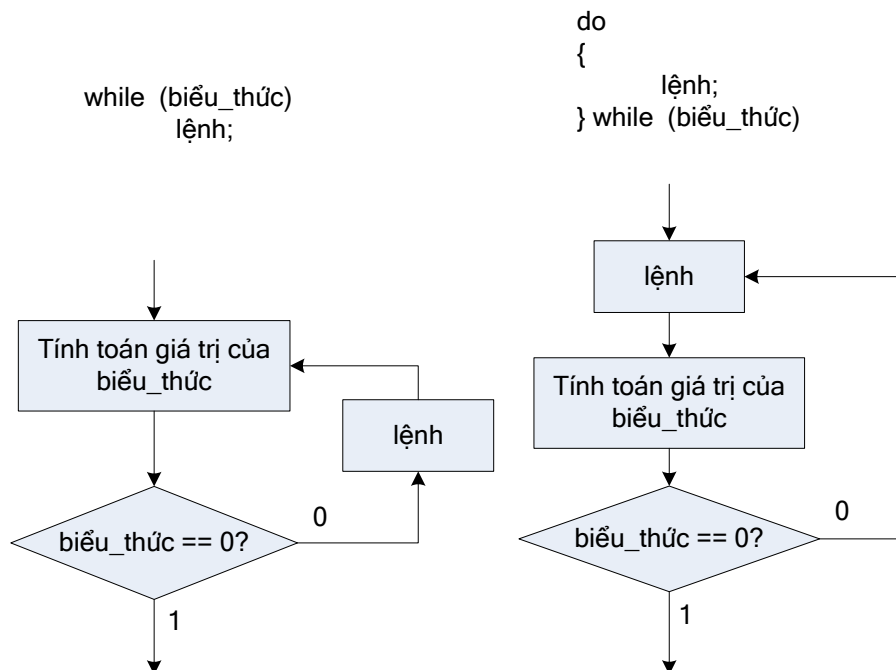 while (biểu_thức)
lệnh;
Tính toán giá trị của
biểu_thức
lệnh
biểu_thức == 0?
0
1
do
{
lệnh;
} while (biểu_thức)
lệnh
Tính toán giá trị của
biểu_thức
biểu_thức == 0?
0
1